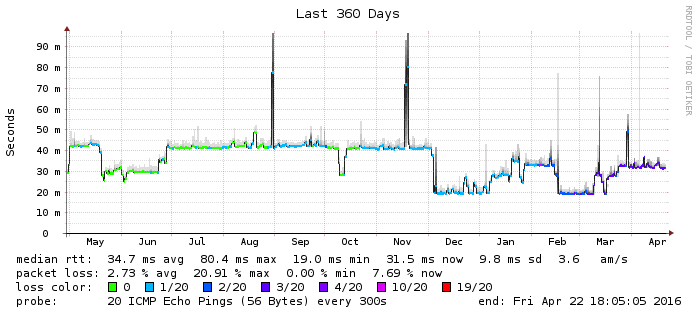 Last 360 Days
RRDTOOL / TOBI OETIKER
Seconds
90 m
80 m
70 m
60 m
50 m
40 m
30 m
20 m
10 m
0
May Jun Jul Aug Sep Oct Nov Dec Jan Feb Mar Apr
median rtt: 34.7 ms avg 80.4 ms max 19.0 ms min 31.5 ms now 9.8 ms sd 3.6 am/s
packet loss: 2.73 % avg 20.91 % max 0.00 % min 7.69 % now
loss color: 0 1/20 2/20 3/20 4/20 10/20 19/20
probe: 20 ICMP Echo Pings (56 Bytes) every 300s end: Fri Apr 22 18:05:05 2016